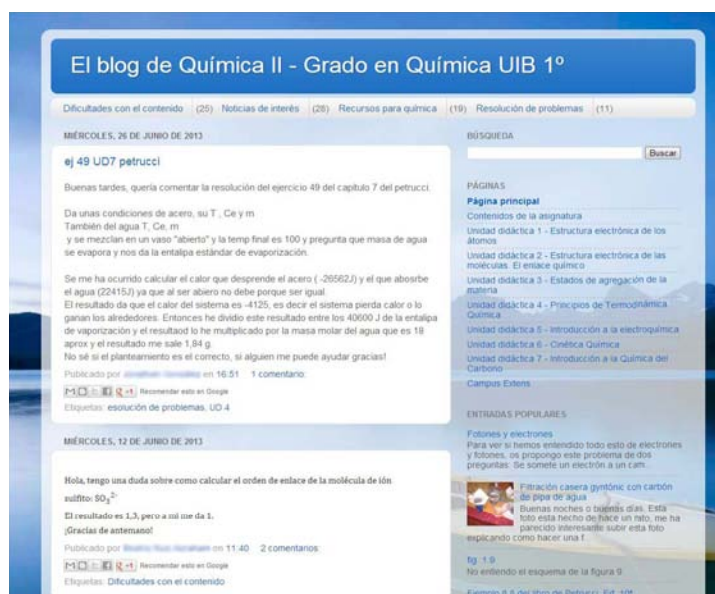 El blog de Química II - Grado en Química UIB 1º
Dificultades con el contenido (25) Noticias de interés (28) Recursos para química (19) Resolución de problemas (11)
MIÉRCOLES, 26 DE JUNIO DE 2013
ej 49 UD7 petrucci
Buenas tardes, quería comentar la resolución del ejercicio 49 del capitulo 7 del petrucci.
Da unas condiciones de acero, su T , Ce y m
También del agua T, Ce, m
y se mezclan en un vaso "abierto" y la temp final es 100 y pregunta que masa de agua
se evapora y nos da la entalpia estándar de evaporización.
Se me ha ocurrido calcular el calor que desprende el acero ( -26562J) y el que abosrbe
el agua (22415J) ya que al ser abiero no debe porque ser igual.
El resultado da que el calor del sistema es -4125, es decir el sistema pierda calor o lo
ganan los alrededores. Entonces he dividio este resultado entre los 40600 J de la entalpa
de vaporización y el resultaod lo he multiplicado por la masa molar del agua que es 18
aprox y el resultado me sale 1,84 g.
No sé si el planteamiento es el correcto, si alguien me puede ayudar gracias!
Publicado por en 16:51 1 comentario:
Recomendar esto en Google
Etiquetas: esolución de problemas, UD 4
MIÉRCOLES, 12 DE JUNIO DE 2013
Hola, tengo una duda sobre como calcular el orden de enlace de la molécula de ión
sulfito: SO₃²⁻
El resultado es 1,3, pero a mi me da 1.
¡Gracias de antemano!
Publicado por en 11:40 2 comentarios:
Recomendar esto en Google
Etiquetas: Dificultades con el contenido
BÚSQUEDA
Buscar
PÁGINAS
Página principal
Contenidos de la asignatura
Unidad didáctica 1 - Estructura electrónica de los
átomos
Unidad didáctica 2 - Estructura electrónica de las
moléculas. El enlace químico
Unidad didáctica 3 - Estados de agregación de la
materia
Unidad didáctica 4 - Principios de Termodinámica
Química
Unidad didáctica 5 - Introducción a la electroquímica
Unidad didáctica 6 - Cinética Química
Unidad didáctica 7 - Introducción a la Química del
Carbono
Campus Extens
ENTRADAS POPULARES
Fotones y electrones
Para ver si hemos entendido todo esto de electrones
y fotones, os propongo este problema de dos
preguntas: Se somete un electrón a un cam...
Filtración casera gyntónic con carbón
de pipa de agua
Buenas noches o buenos días. Esta
foto esta hecho de hace un rato, me ha
parecido interesante subir esta foto
explicando como hacer una f...
fig. 1.9
No entiendo el esquema de la figura 9.